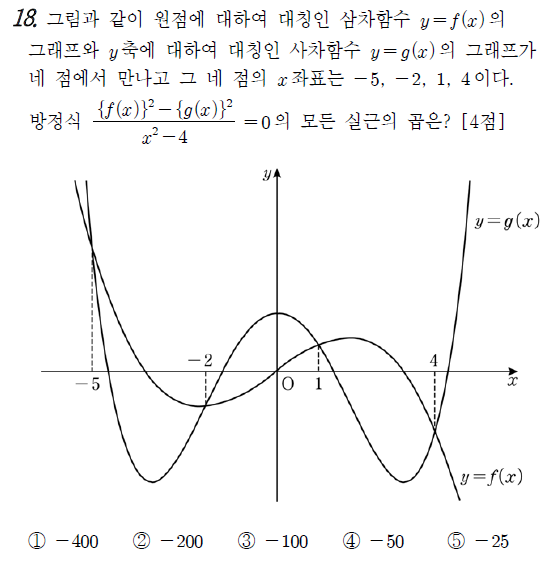 18. 그림과 같이 원점에 대하여 대칭인 삼차함수 y=f(x)의
그래프와 y축에 대하여 대칭인 사차함수 y=g(x)의 그래프가
네 점에서 만나고 그 네 점의 x좌표는 -5, -2, 1, 4이다.
방정식 {f(x)}²-{g(x)}² / x²-4 =0의 모든 실근의 곱은? [4점]
y
y=g(x)
-2
4
-5
O
1
x
y=f(x)
① -400 ② -200 ③ -100 ④ -50 ⑤ -25